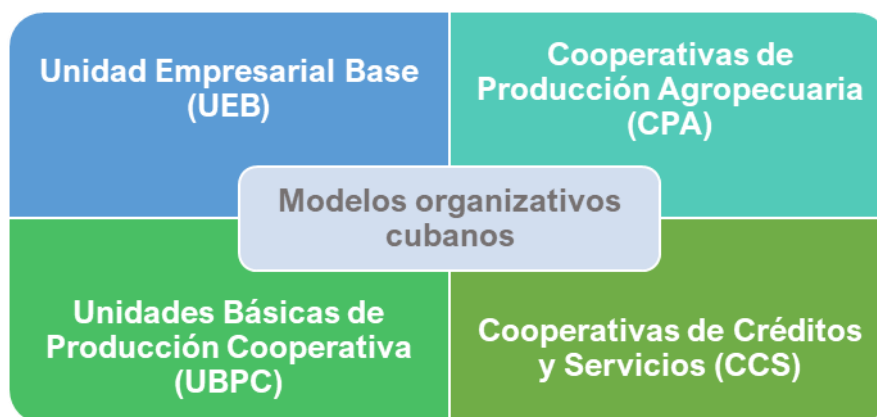 Unidad Empresarial Base
(UEB)
Cooperativas de
Producción Agropecuaria
(CPA)
Modelos organizativos
cubanos
Unidades Básicas de
Producción Cooperativa
(UBPC)
Cooperativas de Créditos
y Servicios (CCS)